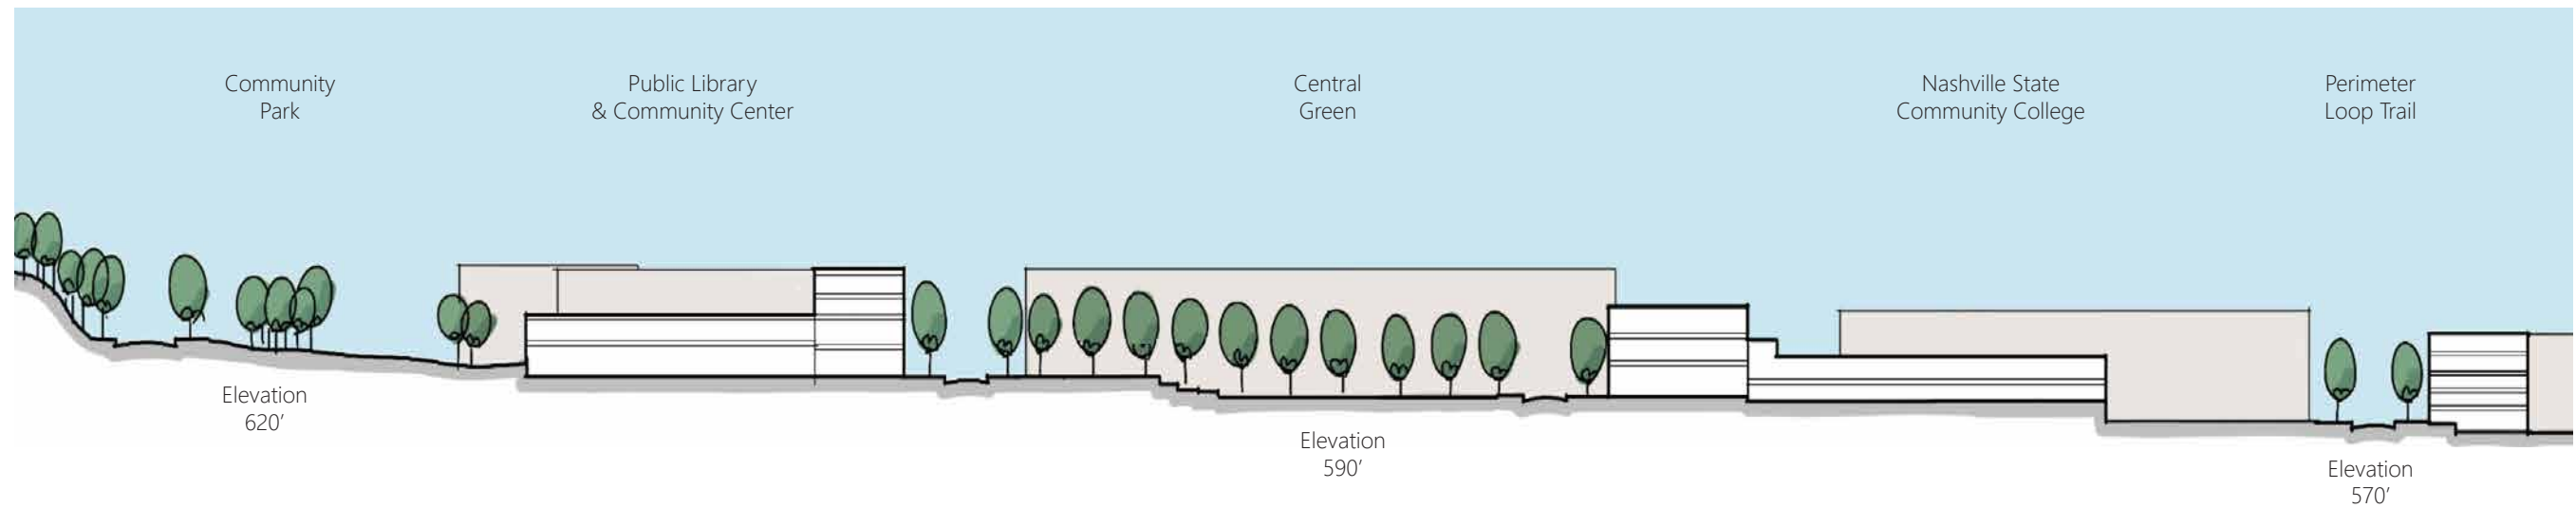 Community
Park
Public Library
& Community Center
Central
Green
Nashville State
Community College
Perimeter
Loop Trail
Elevation
620’
Elevation
590’
Elevation
570’